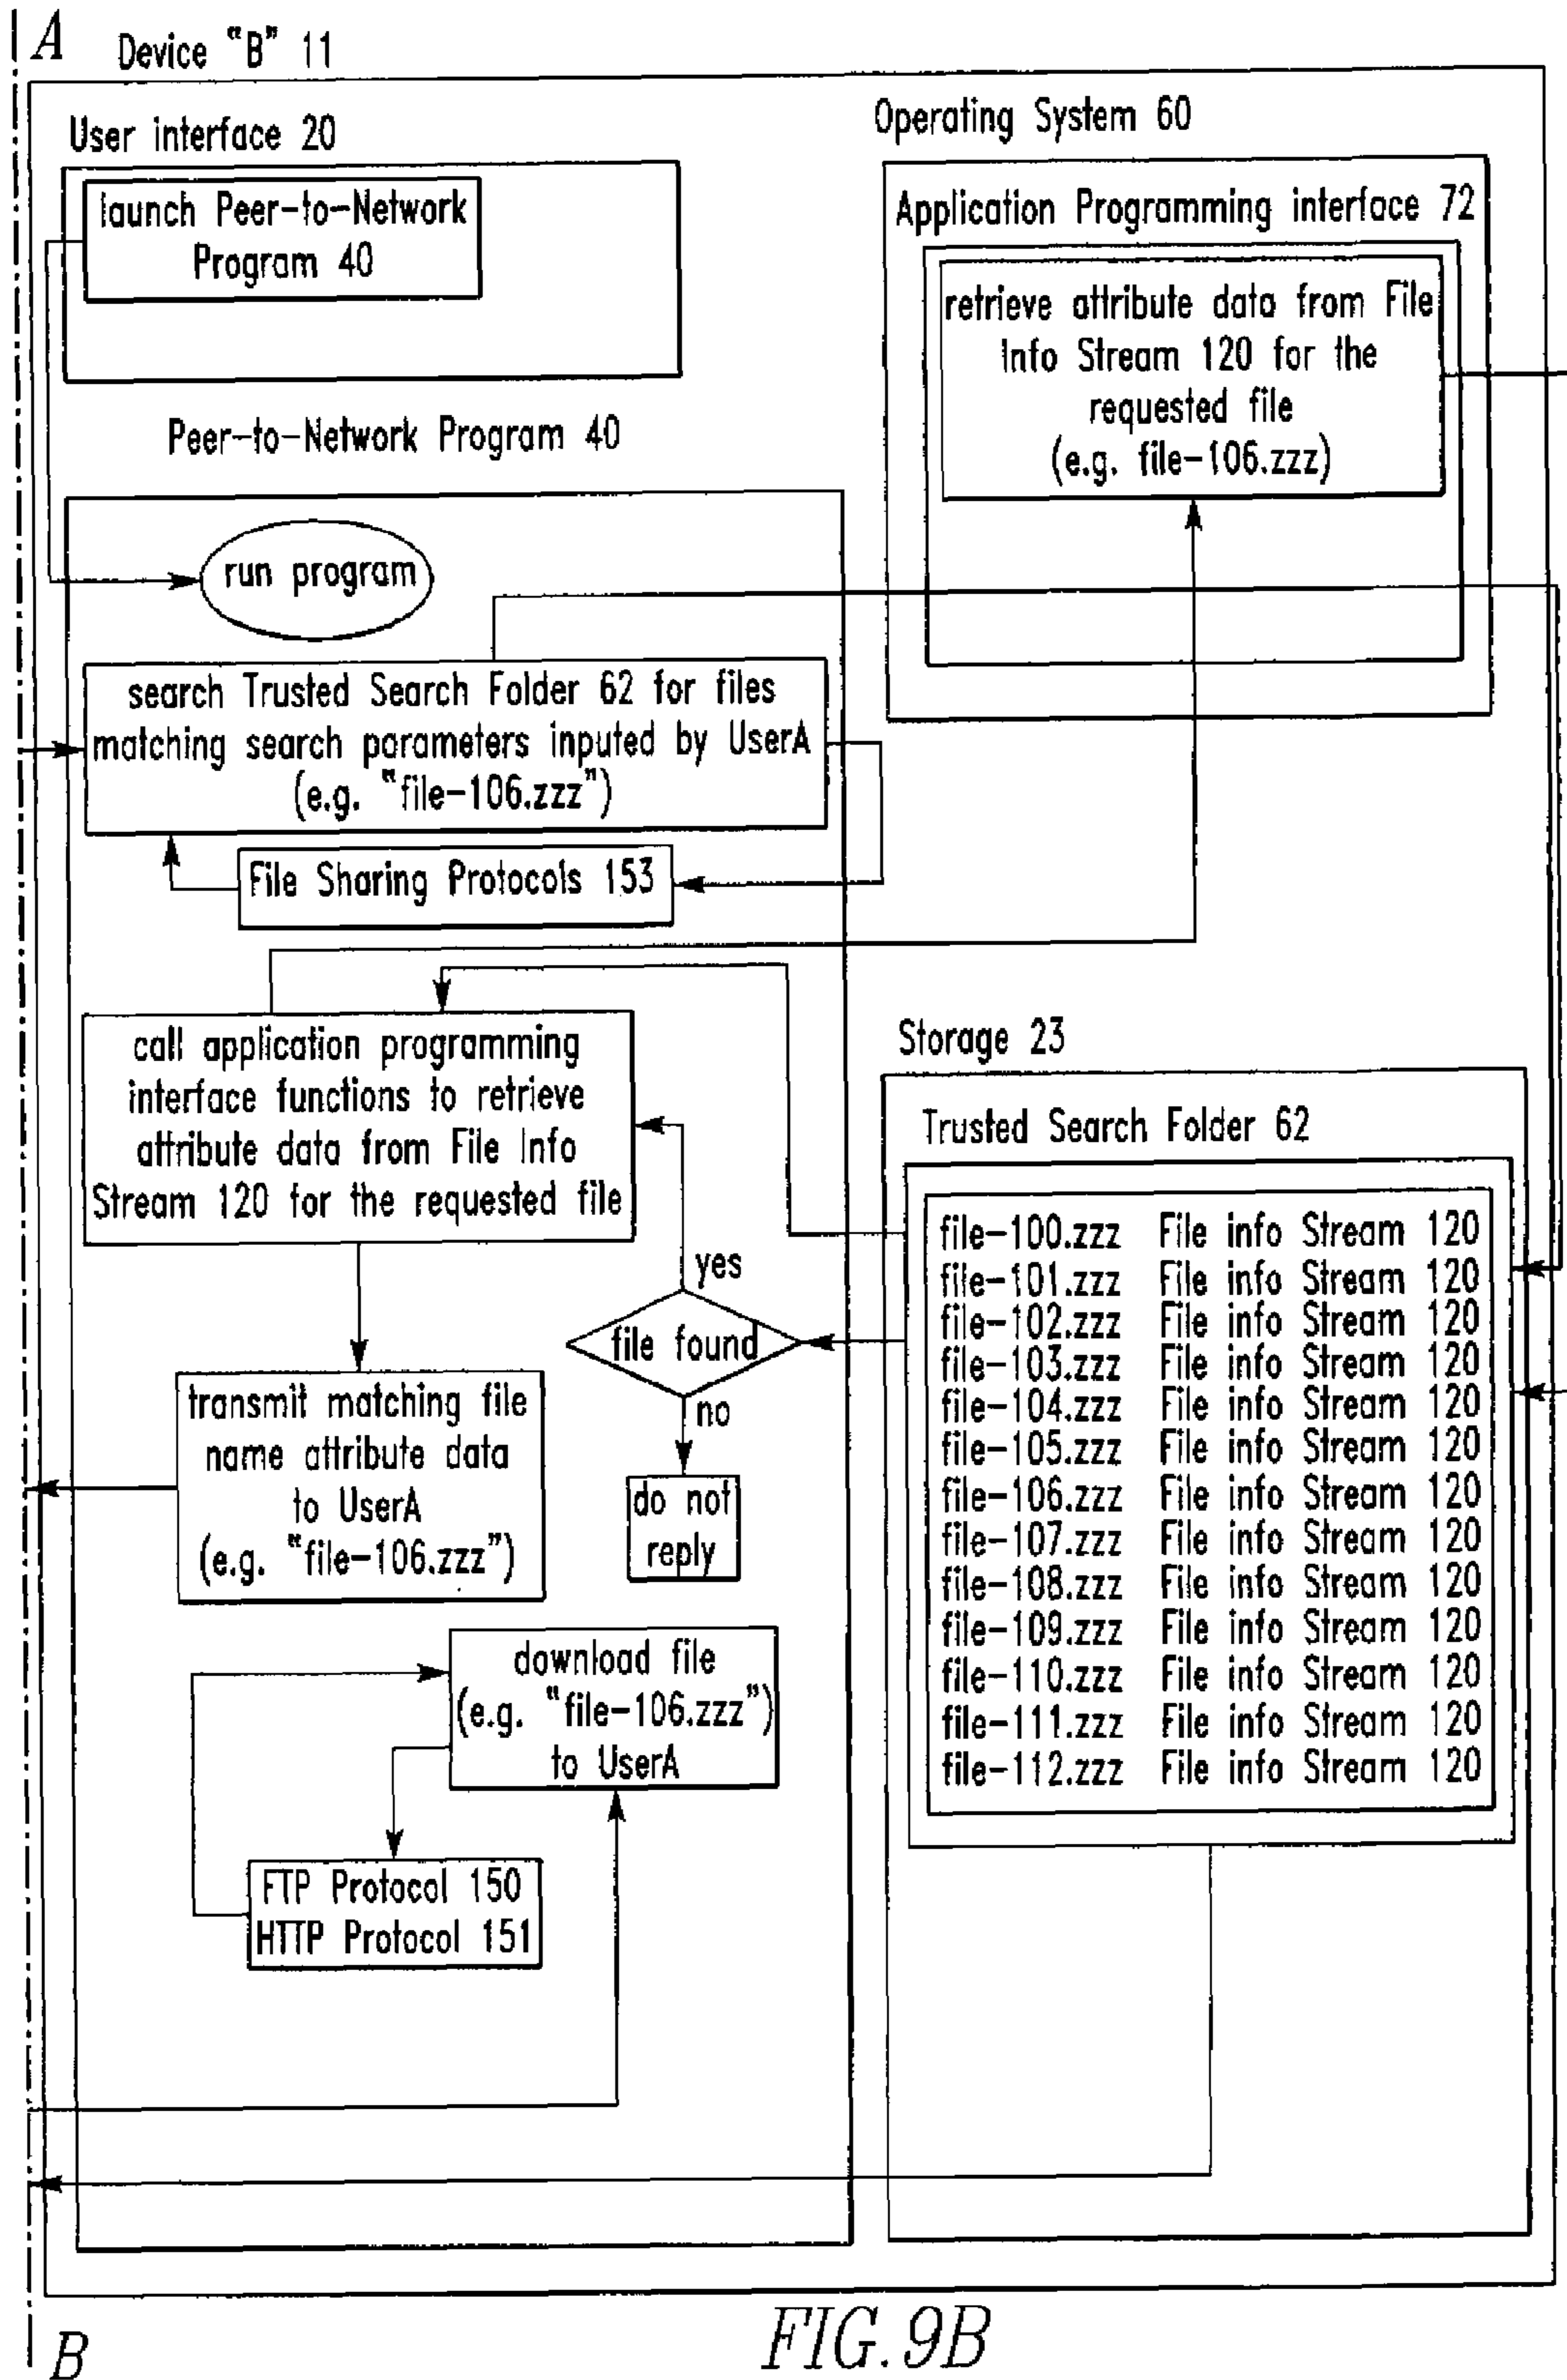 A
Device "B" 11
User interface 20
launch Peer-to-Network
Program 40
Peer-to-Network Program 40
run program
search Trusted Search Folder 62 for files
matching search parameters inputed by UserA
(e.g. "file-106.zzz")
File Sharing Protocols 153
call application programming
interface functions to retrieve
attribute data from File Info
Stream 120 for the requested file
yes
file found
no
do not
reply
transmit matching file
name attribute data
to UserA
(e.g. "file-106.zzz")
download file
(e.g. "file-106.zzz")
to UserA
FTP Protocol 150
HTTP Protocol 151
Operating System 60
Application Programming interface 72
retrieve attribute data from File
Info Stream 120 for the
requested file
(e.g. file-106.zzz)
Storage 23
Trusted Search Folder 62
file-100.zzz File info Stream 120
file-101.zzz File info Stream 120
file-102.zzz File info Stream 120
file-103.zzz File info Stream 120
file-104.zzz File info Stream 120
file-105.zzz File info Stream 120
file-106.zzz File info Stream 120
file-107.zzz File info Stream 120
file-108.zzz File info Stream 120
file-109.zzz File info Stream 120
file-110.zzz File info Stream 120
file-111.zzz File info Stream 120
file-112.zzz File info Stream 120
B
FIG. 9B